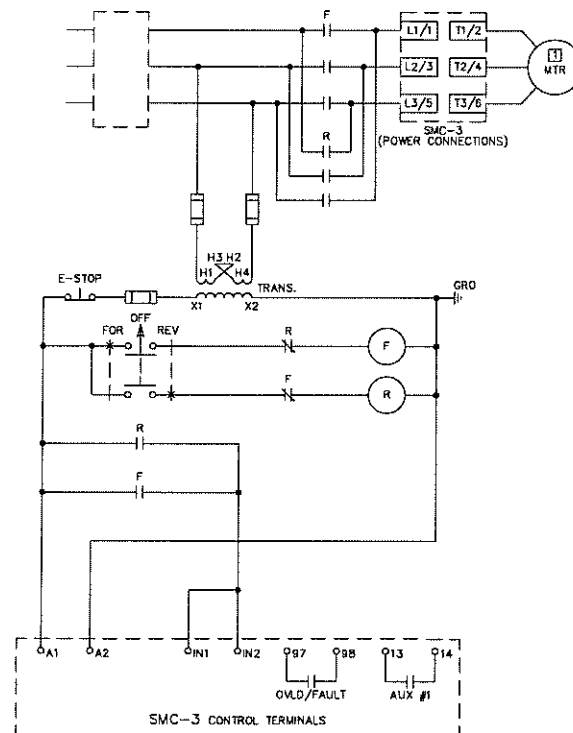 F
L1/1 T1/2
1
MTR
L2/3 T2/4
L3/5 T3/6
SMC-3
(POWER CONNECTIONS)
R
H3 H2
H1 H4
TRANS.
E-STOP
X1 X2
GRO
OFF
FOR REV
R
F
F
R
R
F
A1 A2 IN1 IN2 97 98 13 14
OVLD/FAULT AUX #1
SMC-3 CONTROL TERMINALS